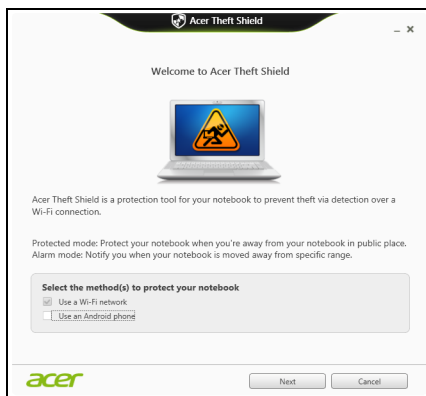 Acer Theft Shield
Welcome to Acer Theft Shield
Acer Theft Shield is a protection tool for your notebook to prevent theft via detection over a
Wi-Fi connection.
Protected mode: Protect your notebook when you're away from your notebook in public place.
Alarm mode: Notify you when your notebook is moved away from specific range.
Select the method(s) to protect your notebook
Use a Wi-Fi network
Use an Android phone
acer
Next
Cancel